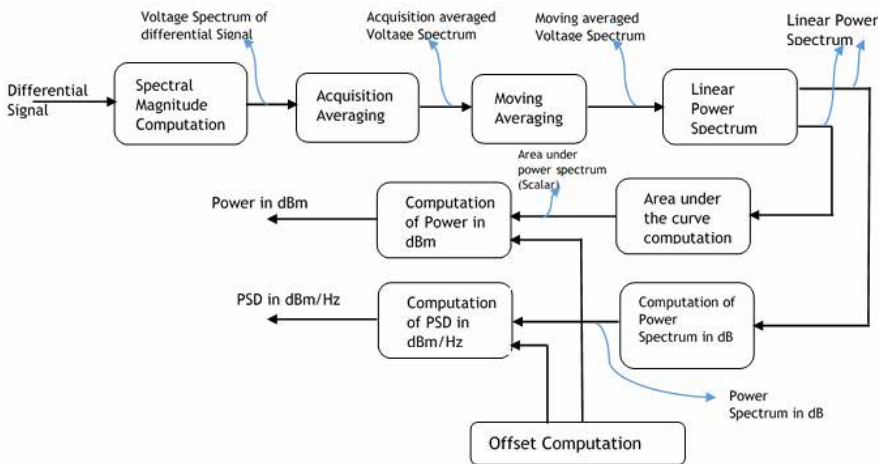 Voltage Spectrum of
differential Signal
Acquisition averaged
Voltage Spectrum
Moving averaged
Voltage Spectrum
Linear Power
Spectrum
Differential
Signal
Spectral
Magnitude
Computation
Acquisition
Averaging
Moving
Averaging
Linear
Power
Spectrum
Area under
power spectrum
(Scalar)
Power in dBm
Computation
of Power in
dBm
Area under
the curve
computation
PSD in dBm/Hz
Computation
of PSD in
dBm/Hz
Computation of
Power
Spectrum in dB
Power
Spectrum in dB
Offset Computation